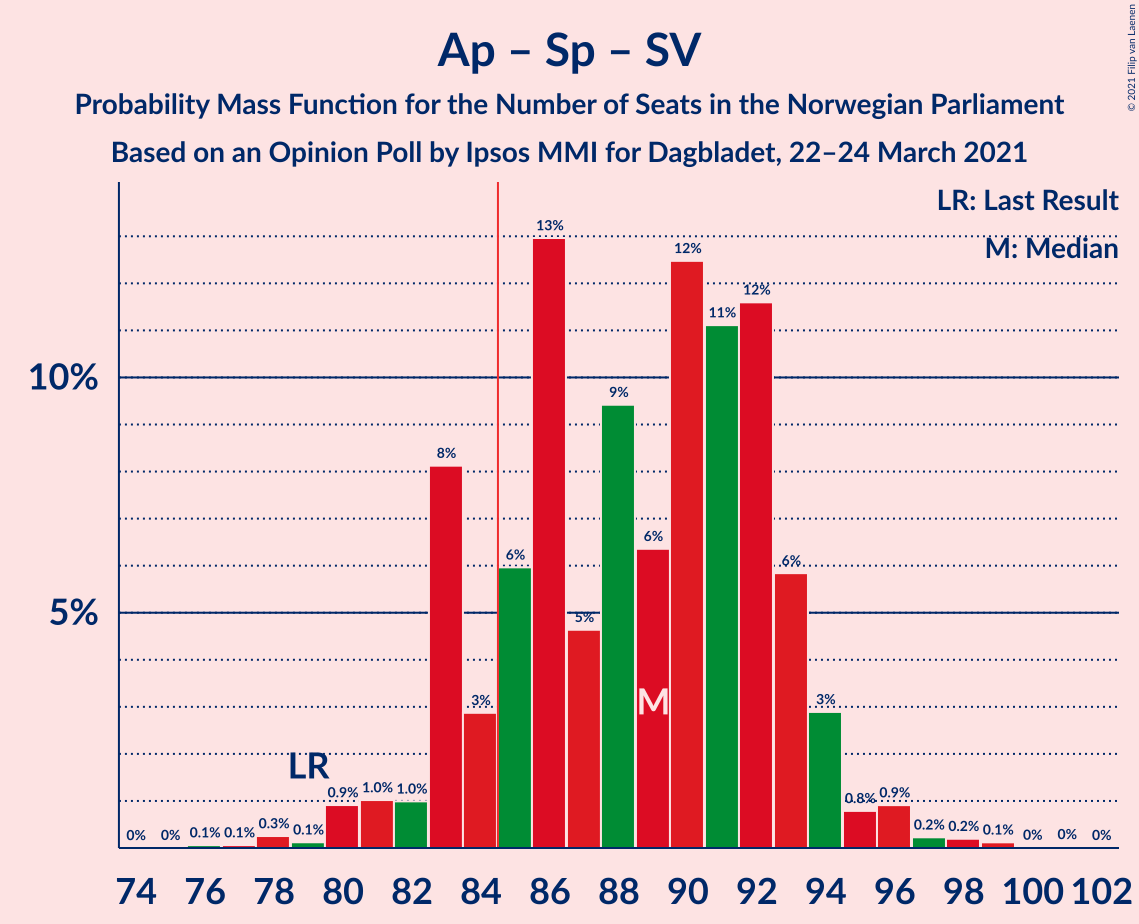 Ap – Sp – SV
Probability Mass Function for the Number of Seats in the Norwegian Parliament
Based on an Opinion Poll by Ipsos MMI for Dagbladet, 22–24 March 2021
© 2021 Filip van Laenen
LR: Last Result
M: Median
10%
5%
0% 0% 0.1% 0.1% 0.3% 0.1% 0.9% 1.0% 1.0% 8% 3% 6% 13% 5% 9% 6% 12% 11% 12% 6% 3% 0.8% 0.9% 0.2% 0.2% 0.1% 0% 0% 0%
LR
M
74 76 78 80 82 84 86 88 90 92 94 96 98 100 102